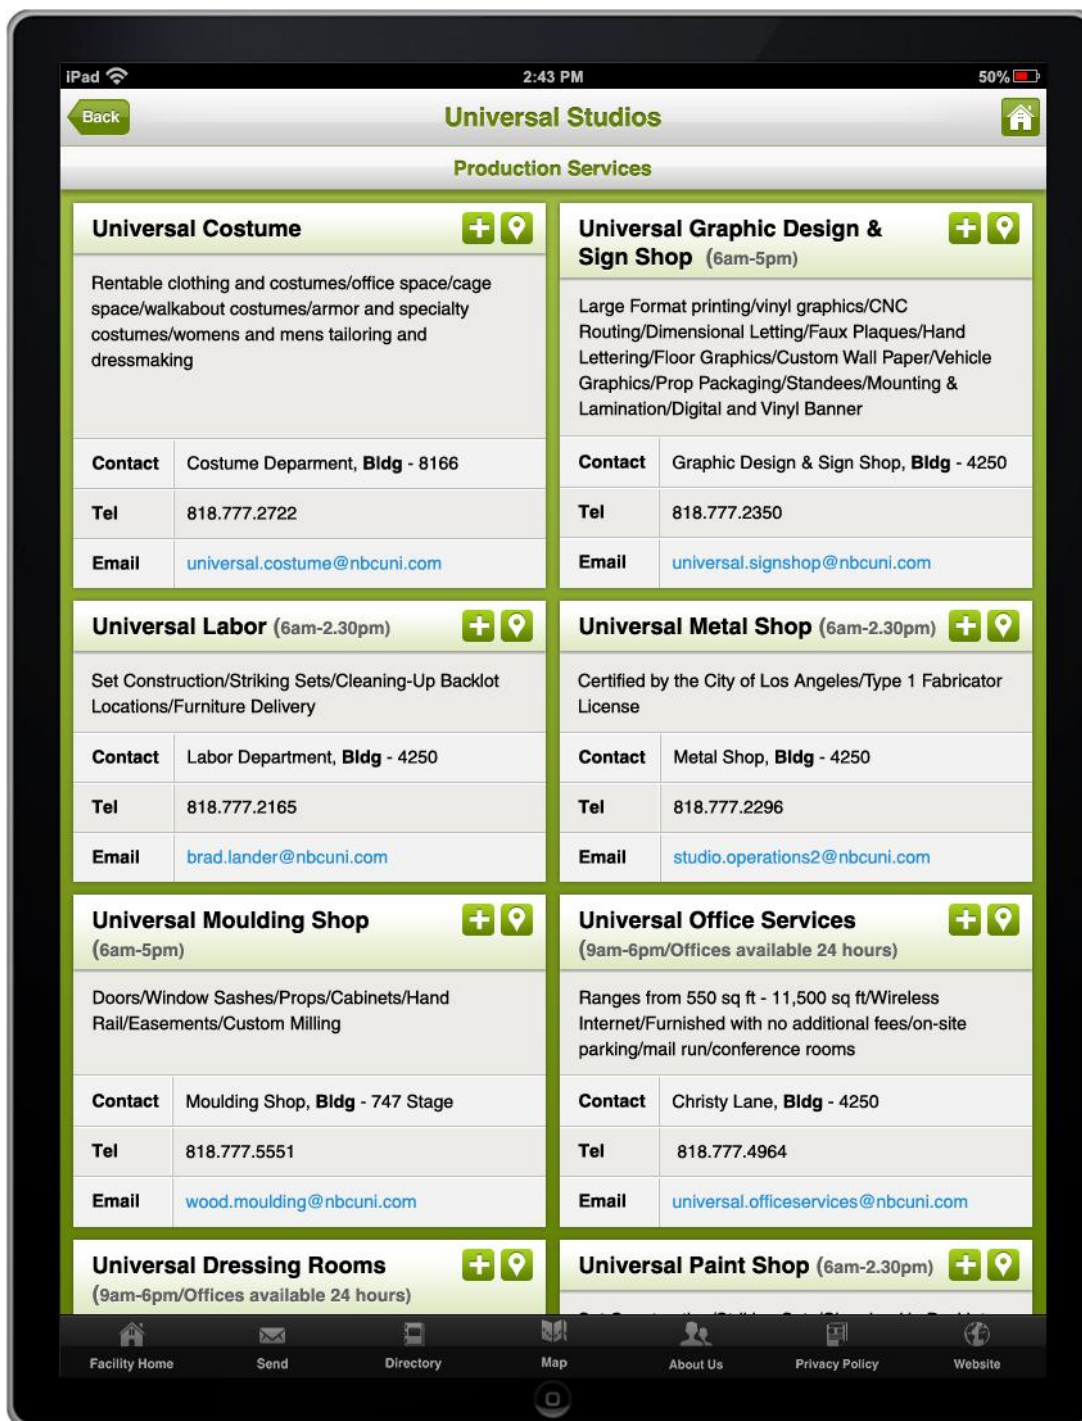 iPad 2:43 PM 50%
Back Universal Studios
Production Services
Universal Costume
Rentable clothing and costumes/office space/cage
space/walkabout costumes/armor and specialty
costumes/womens and mens tailoring and
dressmaking
Contact Costume Deparment, Bldg - 8166
Tel 818.777.2722
Email universal.costume@nbcuni.com
Universal Graphic Design &
Sign Shop (6am-5pm)
Large Format printing/vinyl graphics/CNC
Routing/Dimensional Letting/Faux Plaques/Hand
Lettering/Floor Graphics/Custom Wall Paper/Vehicle
Graphics/Prop Packaging/Standees/Mounting &
Lamination/Digital and Vinyl Banner
Contact Graphic Design & Sign Shop, Bldg - 4250
Tel 818.777.2350
Email universal.signshop@nbcuni.com
Universal Labor (6am-2.30pm)
Set Construction/Striking Sets/Cleaning-Up Backlot
Locations/Furniture Delivery
Contact Labor Department, Bldg - 4250
Tel 818.777.2165
Email brad.lander@nbcuni.com
Universal Metal Shop (6am-2.30pm)
Certified by the City of Los Angeles/Type 1 Fabricator
License
Contact Metal Shop, Bldg - 4250
Tel 818.777.2296
Email studio.operations2@nbcuni.com
Universal Moulding Shop
(6am-5pm)
Doors/Window Sashes/Props/Cabinets/Hand
Rail/Easements/Custom Milling
Contact Moulding Shop, Bldg - 747 Stage
Tel 818.777.5551
Email wood.moulding@nbcuni.com
Universal Office Services
(9am-6pm/Offices available 24 hours)
Ranges from 550 sq ft - 11,500 sq ft/Wireless
Internet/Furnished with no additional fees/on-site
parking/mail run/conference rooms
Contact Christy Lane, Bldg - 4250
Tel 818.777.4964
Email universal.officeservices@nbcuni.com
Universal Dressing Rooms
(9am-6pm/Offices available 24 hours)
Universal Paint Shop (6am-2.30pm)
Facility Home Send Directory Map About Us Privacy Policy Website